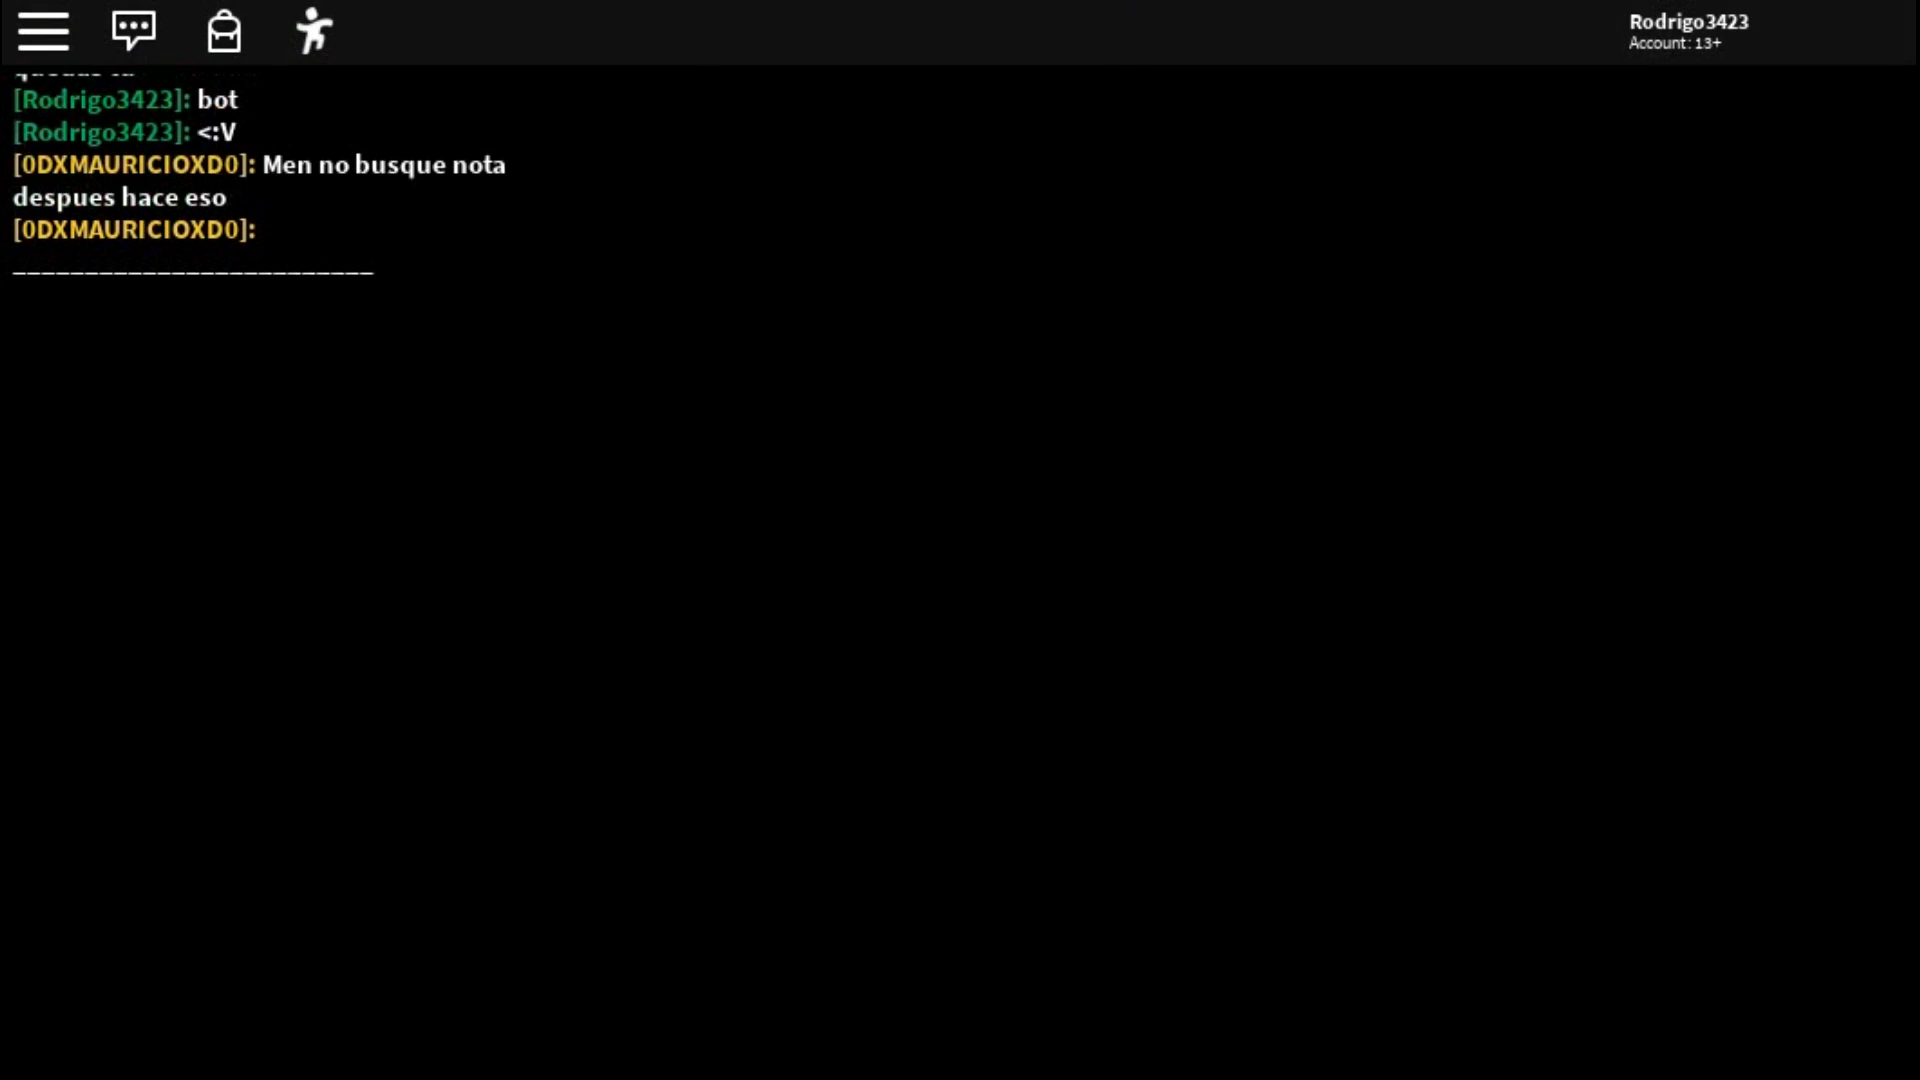 Rodrigo3423
Account: 13+
[Rodrigo3423]: bot
[Rodrigo3423]: <:V
[0DXMAURICIOXD0]: Men no busque nota
despues hace eso
[0DXMAURICIOXD0]:
_________________________